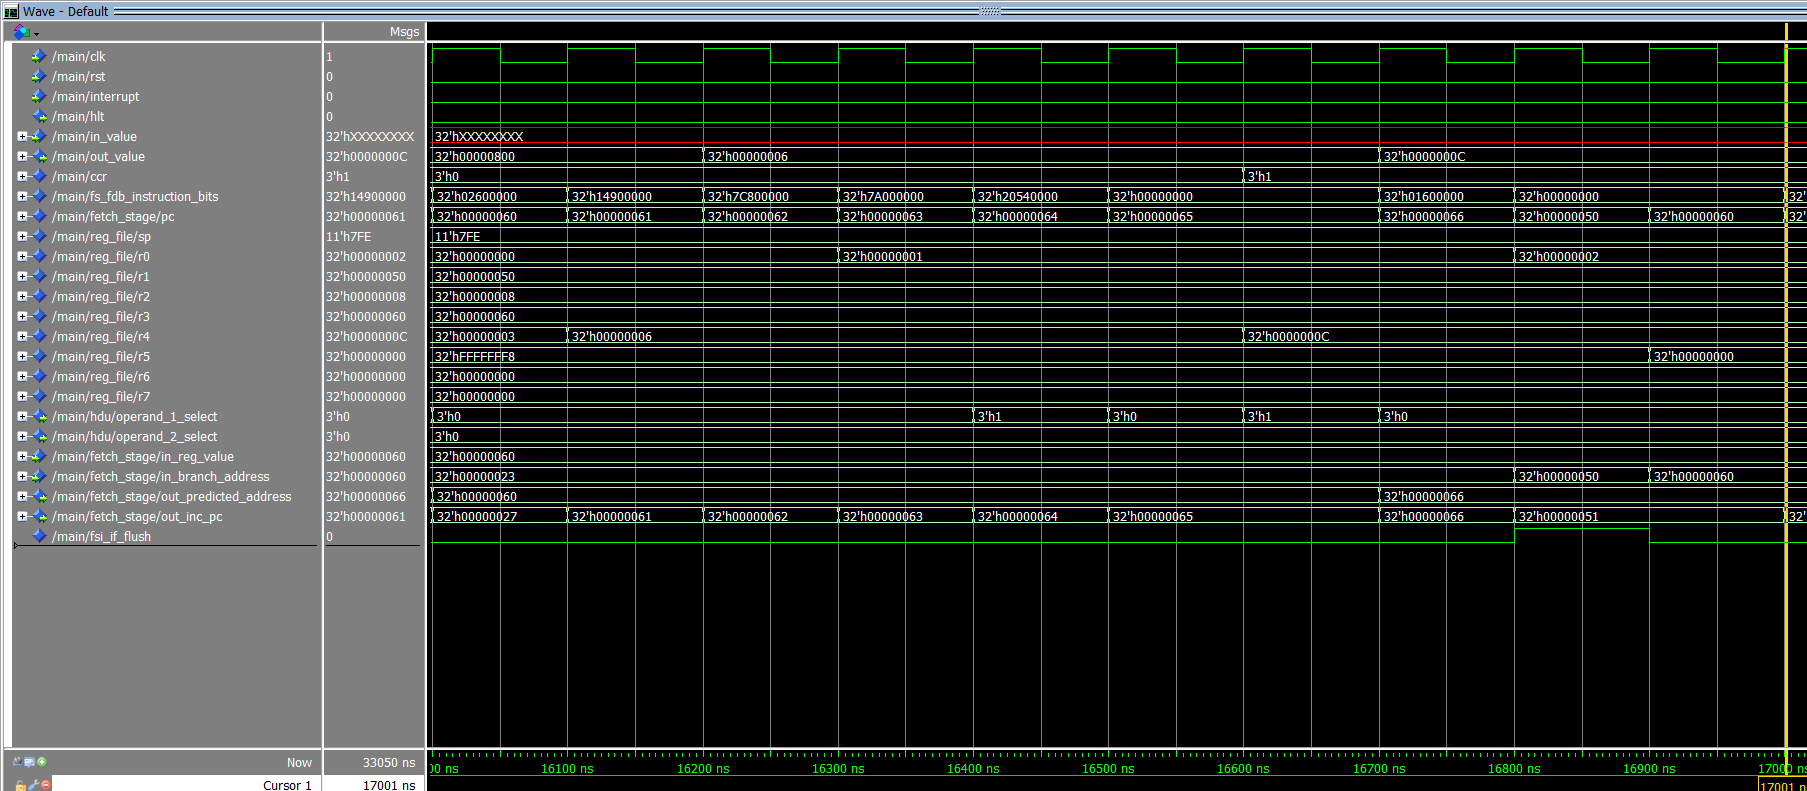 Wave - Default
Msgs
/main/clk 1
/main/rst 0
/main/interrupt 0
/main/hlt 0
/main/in_value 32'hXXXXXXXX 32'hXXXXXXXX
/main/out_value 32'h0000000C 32'h00000800 32'h00000006 32'h0000000C
/main/ccr 3'h1 3'h0 3'h1
/main/fs_fdb_instruction_bits 32'h14900000 32'h02600000 32'h14900000 32'h7C800000 32'h7A000000 32'h20540000 32'h00000000 32'h01600000 32'h00000000 32'
/main/fetch_stage/pc 32'h00000061 32'h00000060 32'h00000061 32'h00000062 32'h00000063 32'h00000064 32'h00000065 32'h00000066 32'h00000050 32'h00000060 32'
/main/reg_file/sp 11'h7FE 11'h7FE
/main/reg_file/r0 32'h00000002 32'h00000000 32'h00000001 32'h00000002
/main/reg_file/r1 32'h00000050 32'h00000050
/main/reg_file/r2 32'h00000008 32'h00000008
/main/reg_file/r3 32'h00000060 32'h00000060
/main/reg_file/r4 32'h0000000C 32'h00000003 32'h00000006 32'h0000000C
/main/reg_file/r5 32'h00000000 32'hFFFFFFF8 32'h00000000
/main/reg_file/r6 32'h00000000 32'h00000000
/main/reg_file/r7 32'h00000000 32'h00000000
/main/hdu/operand_1_select 3'h0 3'h0 3'h1 3'h0 3'h1 3'h0
/main/hdu/operand_2_select 3'h0 3'h0
/main/fetch_stage/in_reg_value 32'h00000060 32'h00000060
/main/fetch_stage/in_branch_address 32'h00000060 32'h00000023 32'h00000050 32'h00000060
/main/fetch_stage/out_predicted_address 32'h00000066 32'h00000060 32'h00000066
/main/fetch_stage/out_inc_pc 32'h00000061 32'h00000027 32'h00000061 32'h00000062 32'h00000063 32'h00000064 32'h00000065 32'h00000066 32'h00000051 32'
/main/fsi_if_flush 0
Now 33050 ns 00 ns 16100 ns 16200 ns 16300 ns 16400 ns 16500 ns 16600 ns 16700 ns 16800 ns 16900 ns 17000 ns
Cursor 1 17001 ns 17001 n